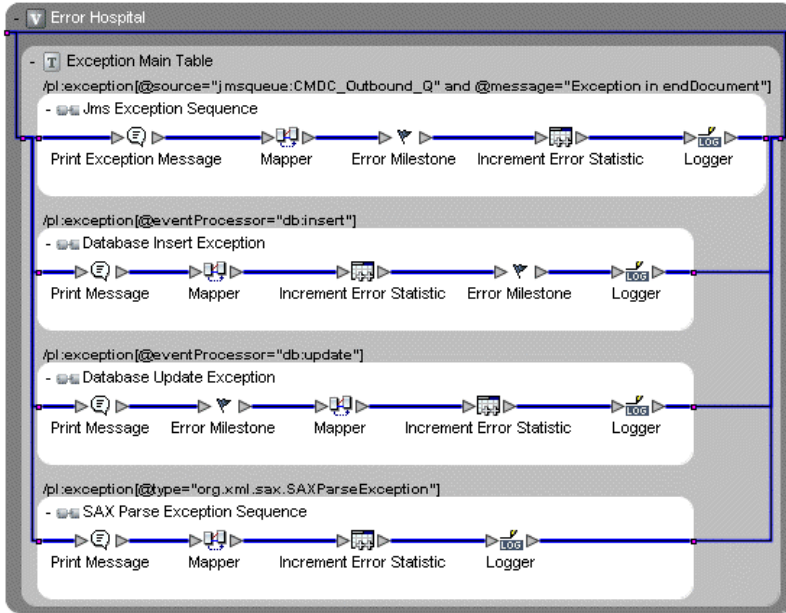 - V Error Hospital
- T Exception Main Table
/pl:exception[@source="jmsqueue:CMDC_Outbound_Q" and @message="Exception in endDocument"]
- Jms Exception Sequence
LOG
Print Exception Message Mapper Error Milestone Increment Error Statistic Logger
/pl:exception[@eventProcessor="db:insert"]
- Database Insert Exception
LOG
Print Message Mapper Increment Error Statistic Error Milestone Logger
/pl:exception[@eventProcessor="db:update"]
- Database Update Exception
LOG
Print Message Error Milestone Mapper Increment Error Statistic Logger
/pl:exception[@type="org.xml.sax.SAXParseException"]
- SAX Parse Exception Sequence
LOG
Print Message Mapper Increment Error Statistic Logger